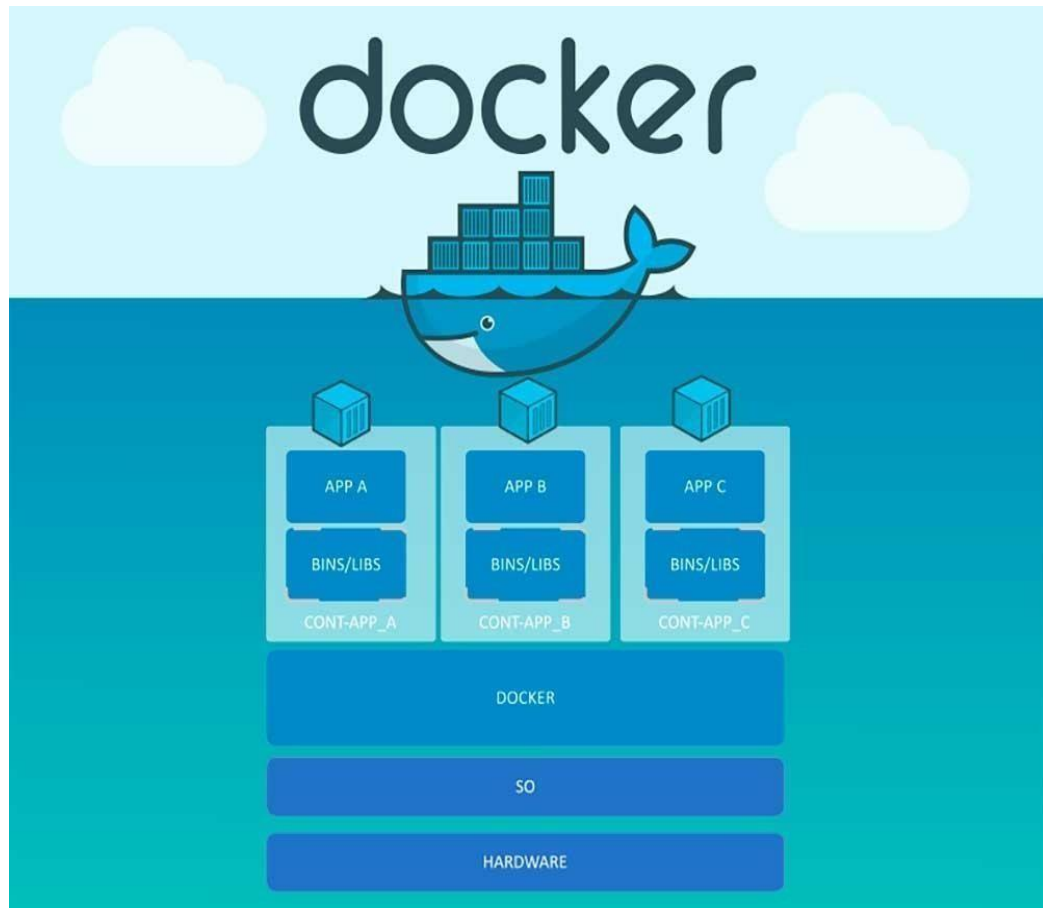 docker
APP A
APP B
APP C
BINS/LIBS
BINS/LIBS
BINS/LIBS
CONT-APP_A
CONT-APP_B
CONT-APP_C
DOCKER
SO
HARDWARE